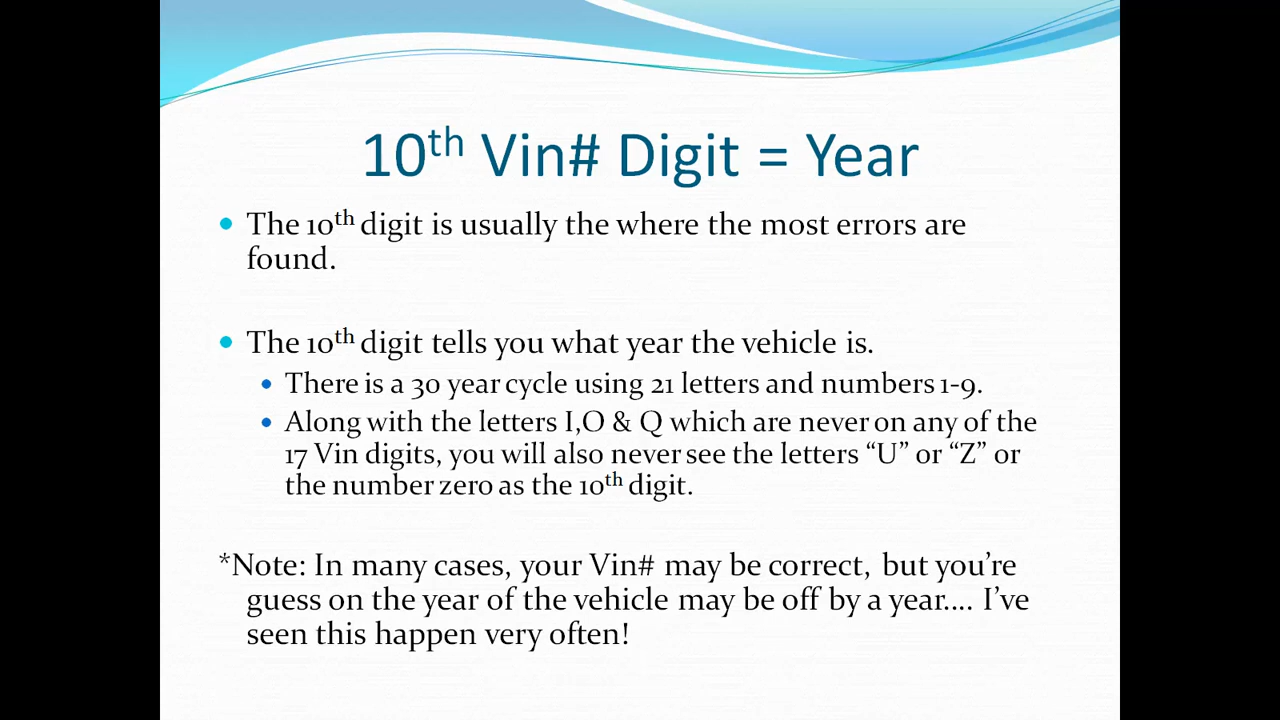 10th Vin# Digit = Year
• The 10th digit is usually the where the most errors are
found.
• The 10th digit tells you what year the vehicle is.
• There is a 30 year cycle using 21 letters and numbers 1-9.
• Along with the letters I,O & Q which are never on any of the
17 Vin digits, you will also never see the letters “U” or “Z” or
the number zero as the 10th digit.
*Note: In many cases, your Vin# may be correct, but you’re
guess on the year of the vehicle may be off by a year.... I’ve
seen this happen very often!